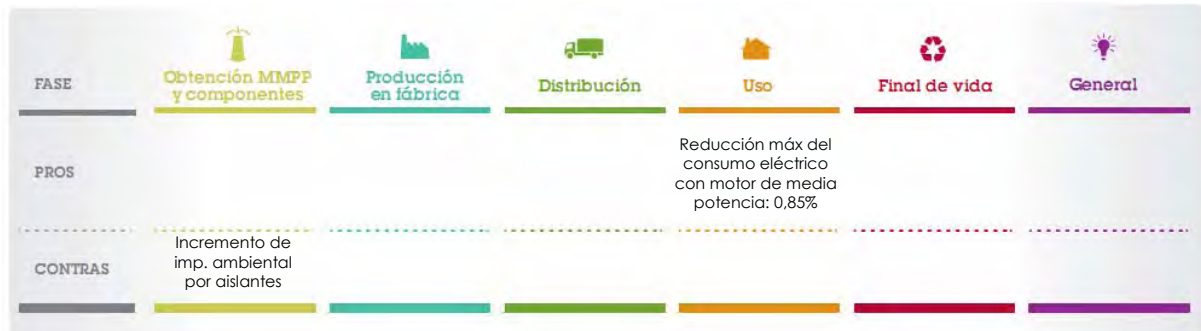 FASE
Obtención MMPP
y componentes
Producción
en fábrica
Distribución
Uso
Final de vida
General
PROS
Reducción máx del
consumo eléctrico
con motor de media
potencia: 0,85%
CONTRAS
Incremento de
imp. ambiental
por aislantes